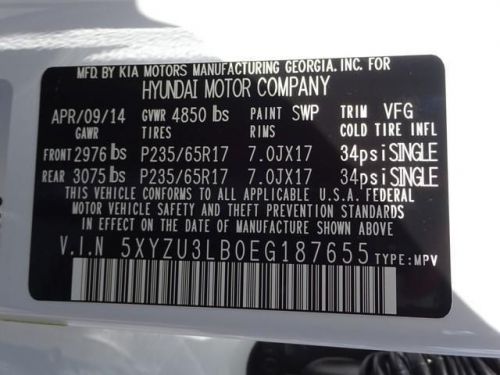 MFD. BY KIA MOTORS MANUFACTURING GEORGIA, INC. FOR
HYUNDAI MOTOR COMPANY
APR/09/14 GVWR 4850 lbs PAINT SWP TRIM VFG
GAWR TIRES RIMS COLD TIRE INFL
FRONT 2976 lbs P235/65R17 7.0JX17 34psi SINGLE
REAR 3075 lbs P235/65R17 7.0JX17 34psi SINGLE
THIS VEHICLE CONFORMS TO ALL APPLICABLE U.S.A. FEDERAL
MOTOR VEHICLE SAFETY AND THEFT PREVENTION STANDARDS
IN EFFECT ON THE DATE OF MANUFACTURE SHOWN ABOVE.
V.I.N 5XYZU3LB0EG187655 TYPE:MPV